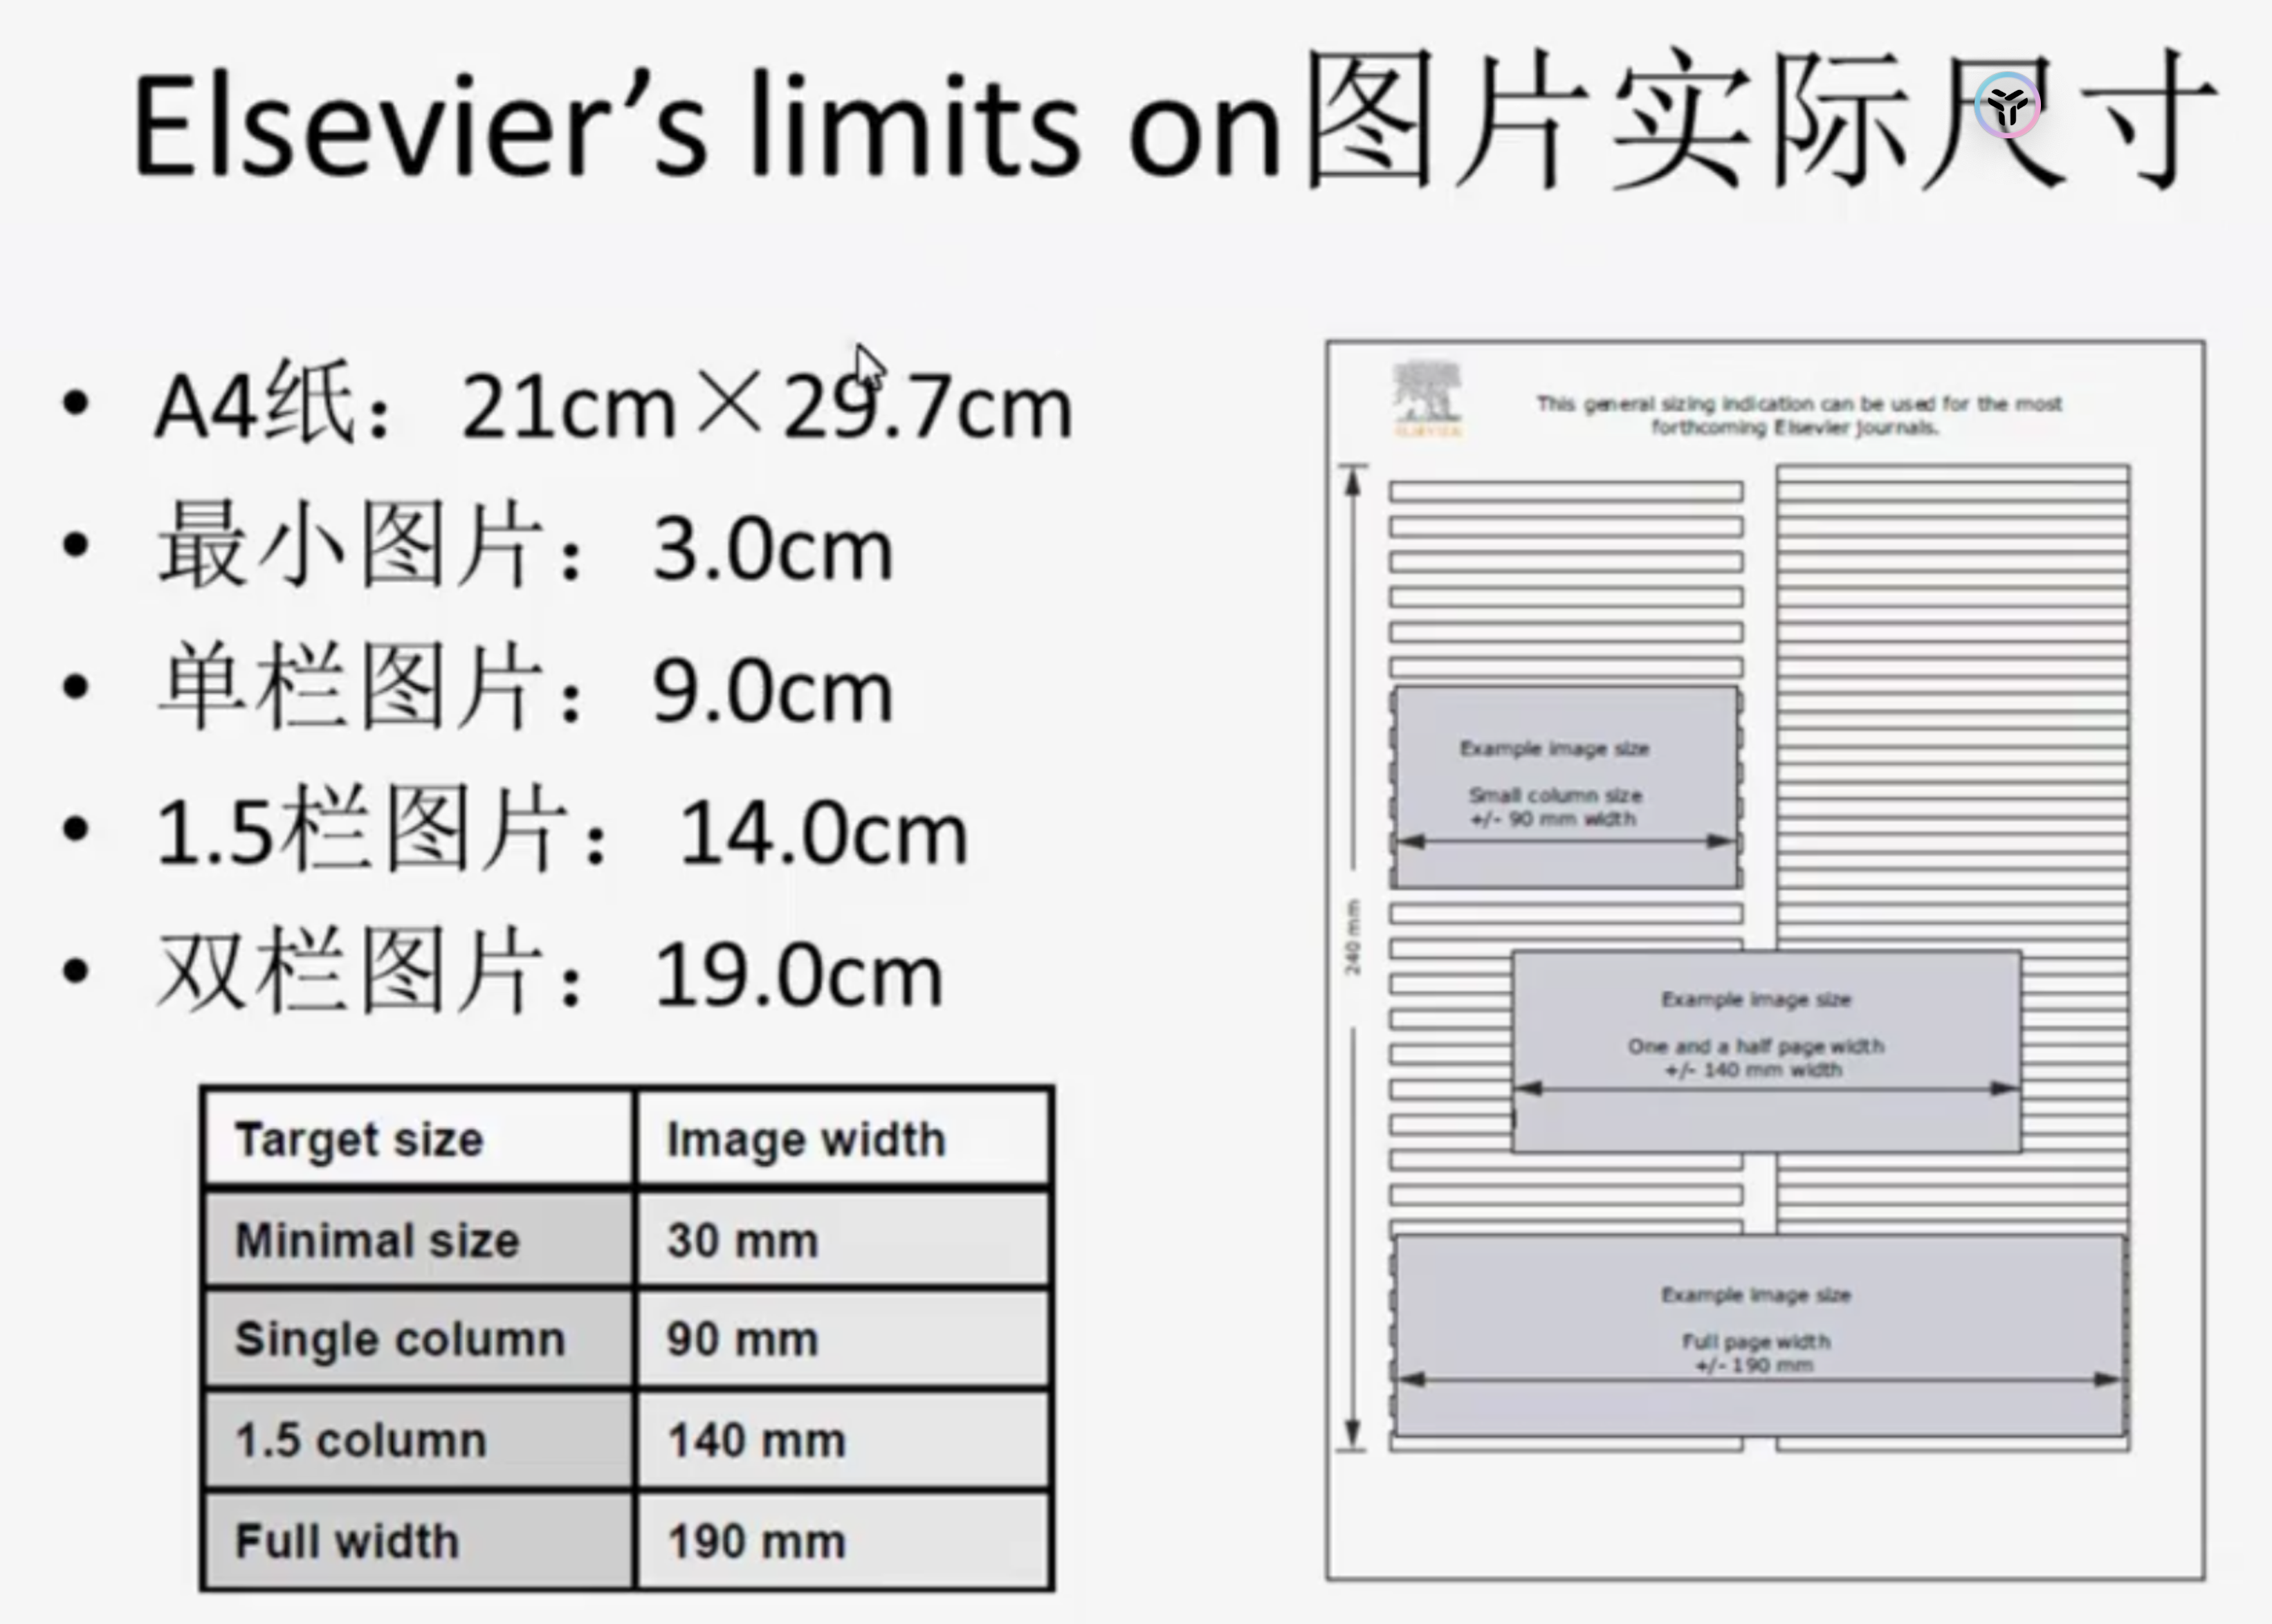 Elsevier’s limits on图片实际尺寸
• A4纸：21cm×29.7cm
• 最小图片：3.0cm
• 单栏图片：9.0cm
• 1.5栏图片：14.0cm
• 双栏图片：19.0cm
Target size Image width
Minimal size 30 mm
Single column 90 mm
1.5 column 140 mm
Full width 190 mm
ELSEVIER
This general sizing indication can be used for the most
forthcoming Elsevier journals.
240 mm
Example image size
Small column size
+/- 90 mm width
Example image size
One and a half page width
+/- 140 mm width
Example image size
Full page width
+/- 190 mm